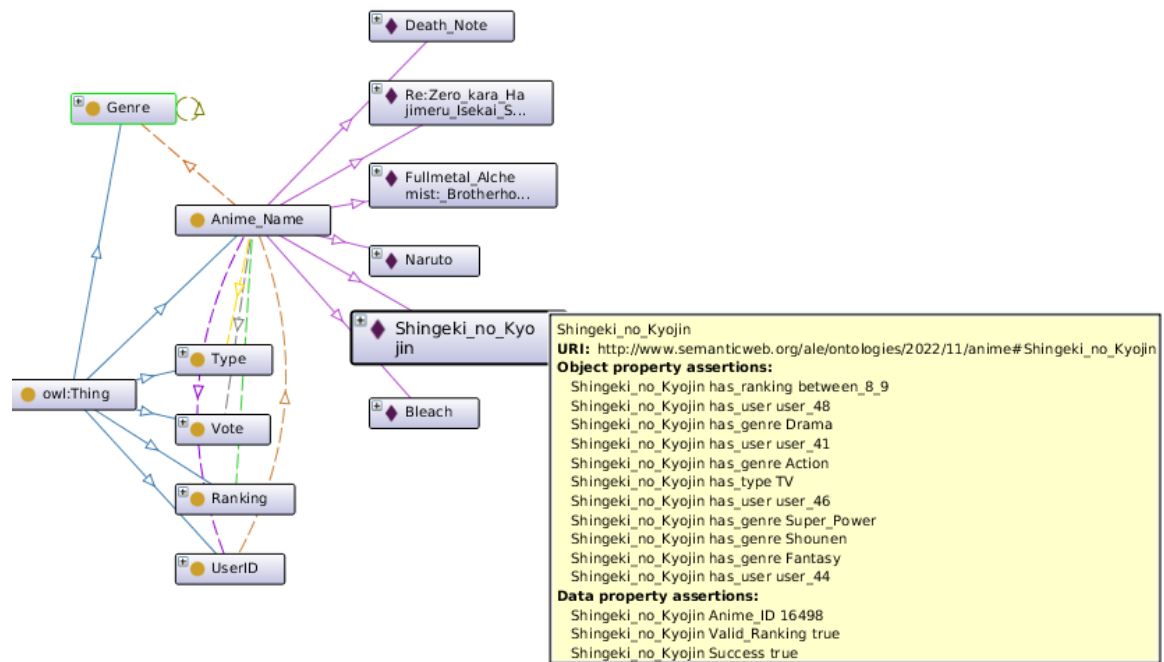 Death_Note
Re:Zero_kara_Ha
jimeru_Isekai_S...
Genre
Fullmetal_Alche
mist:_Brotherho...
Anime_Name
Naruto
Shingeki_no_Kyo
jin
Type
owl:Thing
Bleach
Vote
Ranking
UserID
Shingeki_no_Kyojin
URI: http://www.semanticweb.org/ale/ontologies/2022/11/anime#Shingeki_no_Kyojin
Object property assertions:
Shingeki_no_Kyojin has_ranking between_8_9
Shingeki_no_Kyojin has_user user_48
Shingeki_no_Kyojin has_genre Drama
Shingeki_no_Kyojin has_user user_41
Shingeki_no_Kyojin has_genre Action
Shingeki_no_Kyojin has_type TV
Shingeki_no_Kyojin has_user user_46
Shingeki_no_Kyojin has_genre Super_Power
Shingeki_no_Kyojin has_genre Shounen
Shingeki_no_Kyojin has_genre Fantasy
Shingeki_no_Kyojin has_user user_44
Data property assertions:
Shingeki_no_Kyojin Anime_ID 16498
Shingeki_no_Kyojin Valid_Ranking true
Shingeki_no_Kyojin Success true